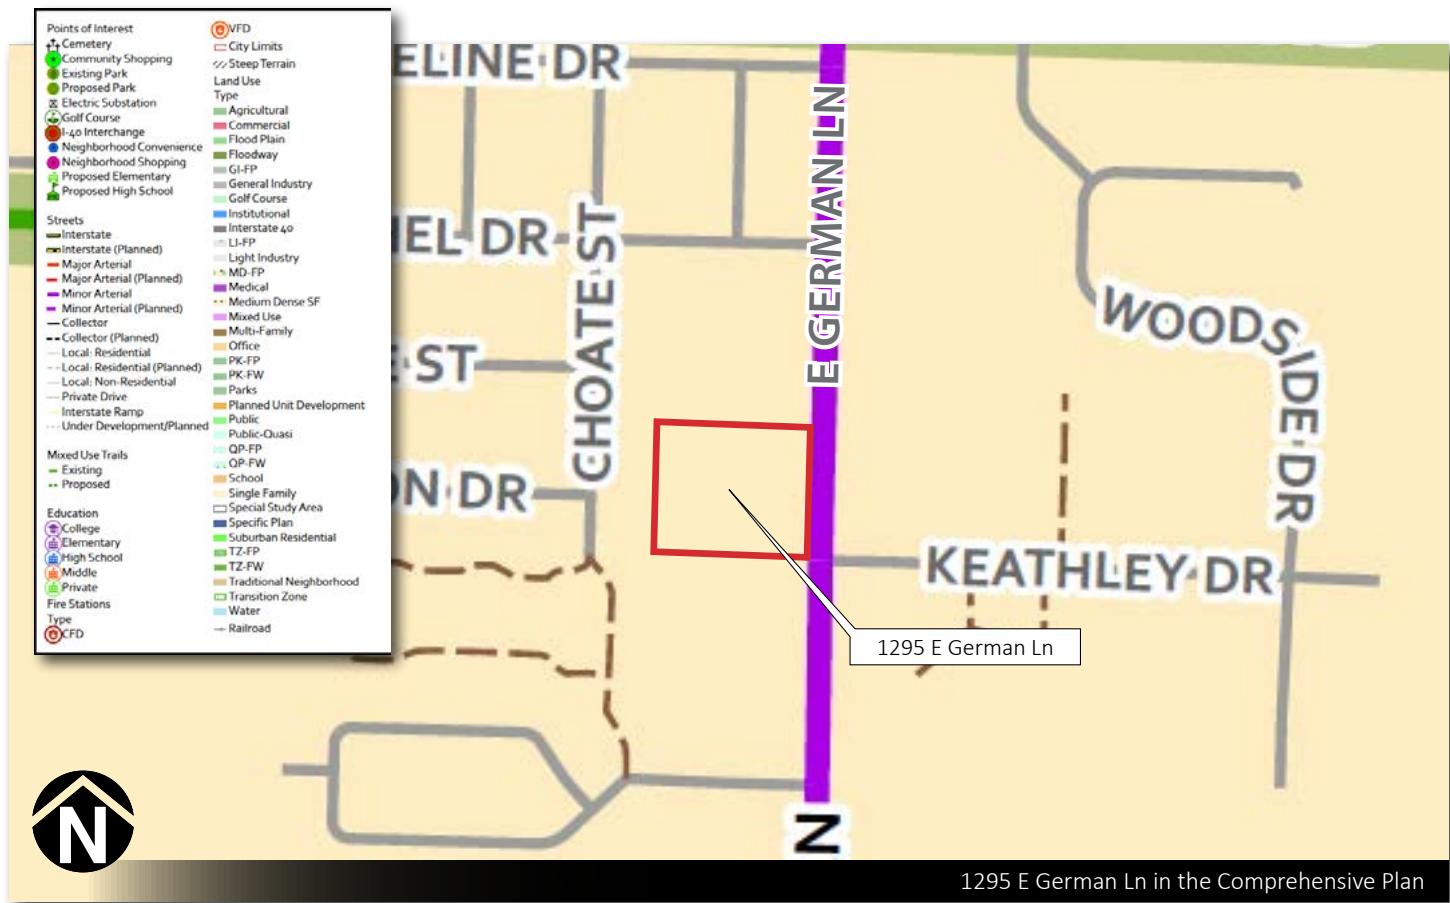 Points of Interest
Cemetery
Community Shopping
Existing Park
Proposed Park
Electric Substation
Golf Course
I-40 Interchange
Neighborhood Convenience
Neighborhood Shopping
Proposed Elementary
Proposed High School
Streets
Interstate
Interstate (Planned)
Major Arterial
Major Arterial (Planned)
Minor Arterial
Minor Arterial (Planned)
Collector
Collector (Planned)
Local: Residential
Local: Residential (Planned)
Local: Non-Residential
Private Drive
Interstate Ramp
Under Development/Planned
Mixed Use Trails
Existing
Proposed
Education
College
Elementary
High School
Middle
Private
Fire Stations
Type
CFD
VFD
City Limits
Steep Terrain
Land Use
Type
Agricultural
Commercial
Flood Plain
Floodway
GI-FP
General Industry
Golf Course
Institutional
Interstate 40
LI-FP
Light Industry
MD-FP
Medical
Medium Dense SF
Mixed Use
Multi-Family
Office
PK-FP
PK-FW
Parks
Planned Unit Development
Public
Public-Quasi
QP-FP
QP-FW
School
Single Family
Special Study Area
Specific Plan
Suburban Residential
TZ-FP
TZ-FW
Traditional Neighborhood
Transition Zone
Water
Railroad
ELINE DR
HEL DR
CHOATE ST
E ST
ON DR
E GERMAN LN
WOODSIDE DR
KEATHLEY DR
1295 E German Ln
N
N
1295 E German Ln in the Comprehensive Plan